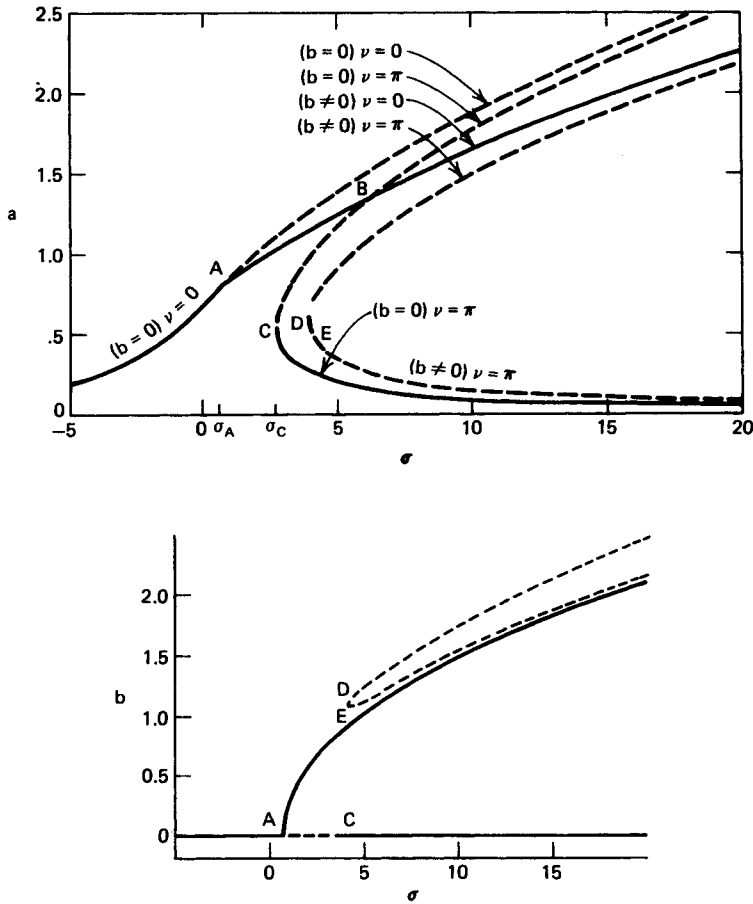 2.5
2.0
1.5
1.0
.5
0
a
(b = 0) ν = 0
(b = 0) ν = π
(b ≠ 0) ν = 0
(b ≠ 0) ν = π
B
A
(b = 0) ν = 0
C
D
E
(b = 0) ν = π
(b ≠ 0) ν = π
−5
0
σA
σC
5
10
15
20
σ
2.0
1.5
1.0
0.5
0
b
D
E
A
C
0
5
10
15
σ